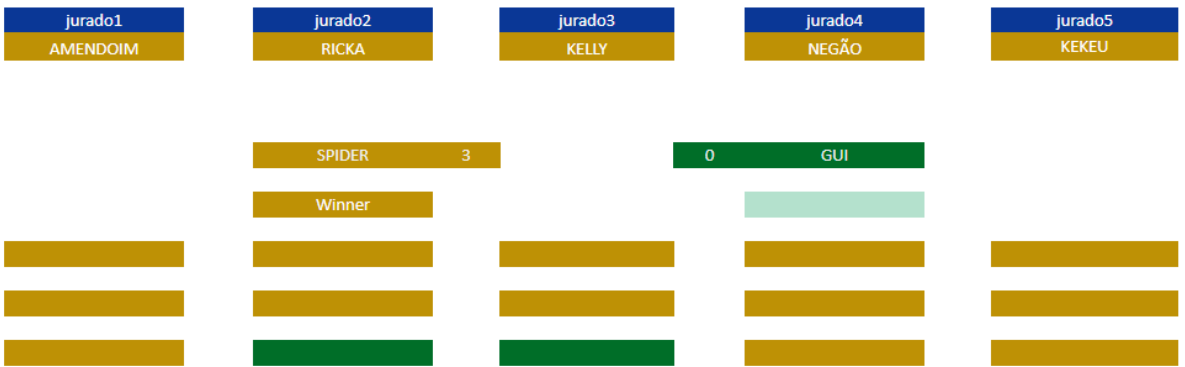 jurado1 jurado2 jurado3 jurado4 jurado5
AMENDOIM RICKA KELLY NEGÃO KEKEU
SPIDER 3 0 GUI
Winner